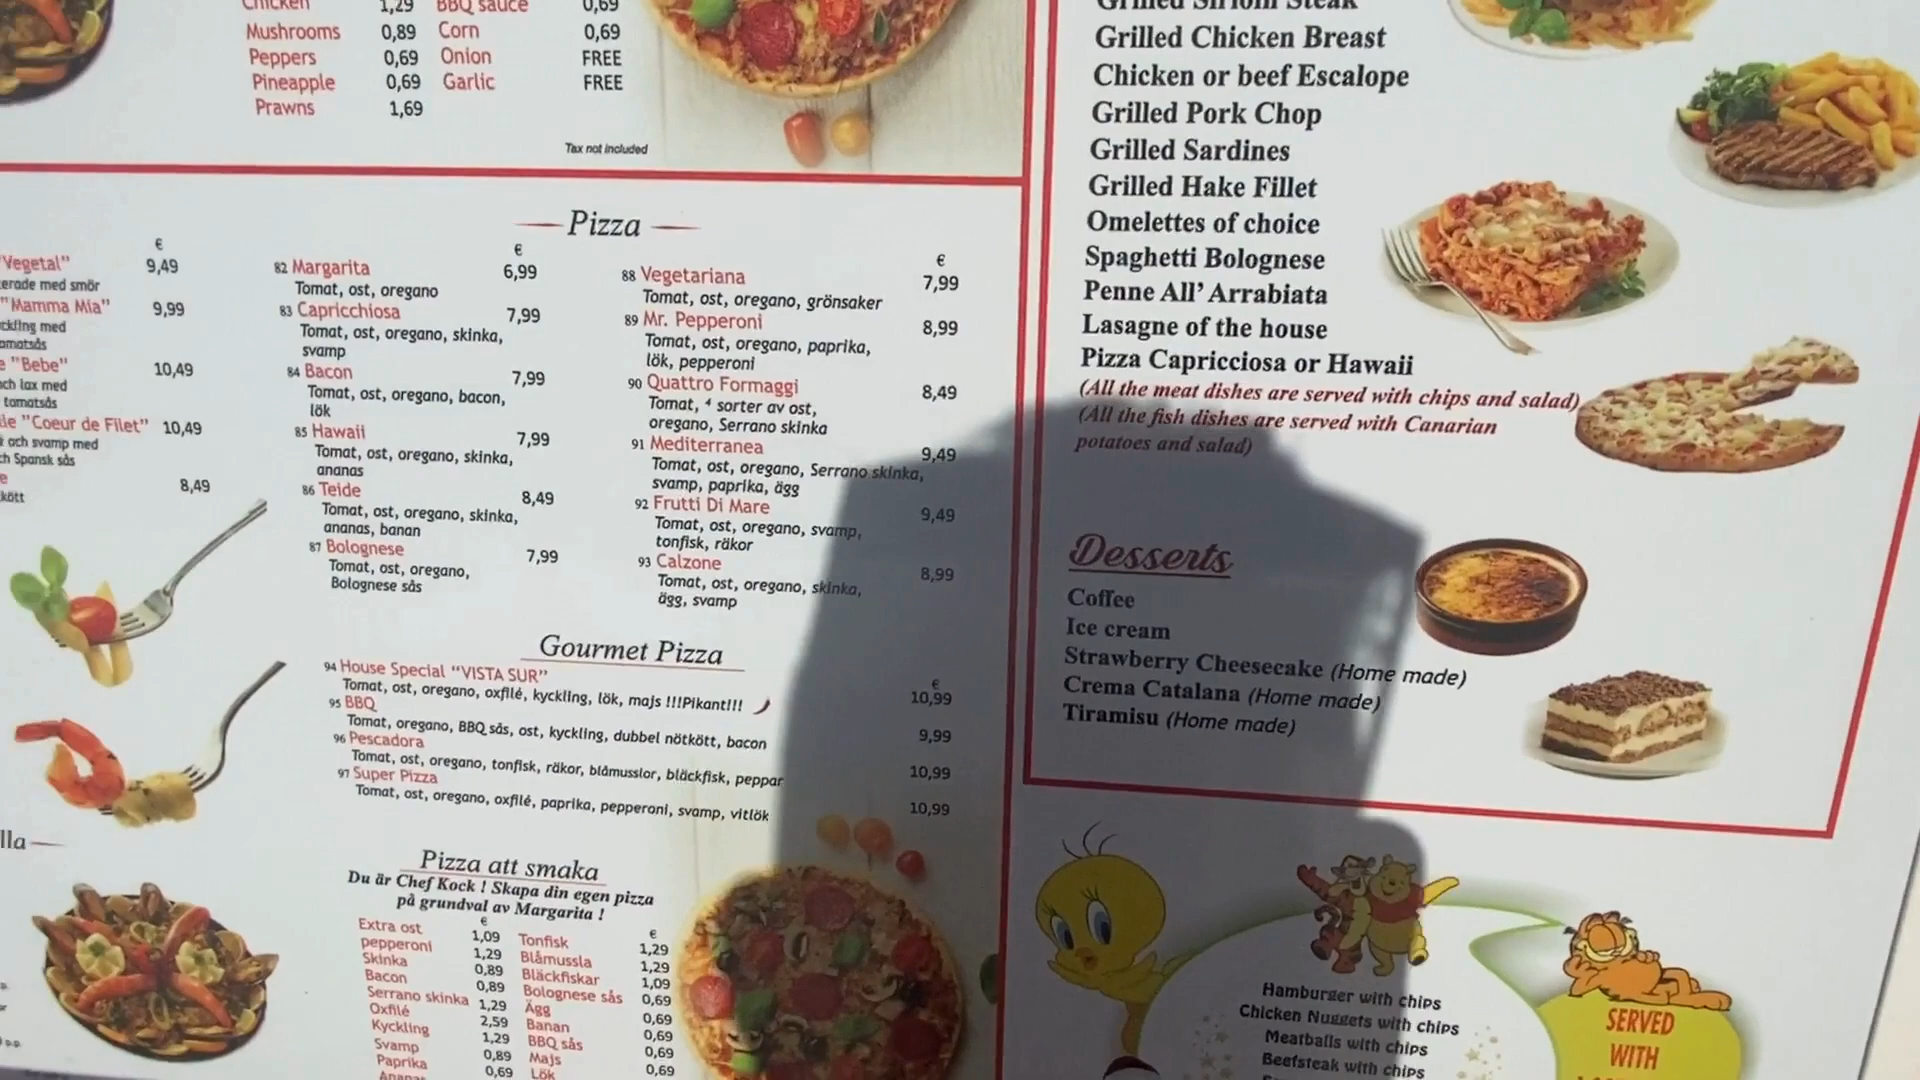 Chicken 1,29 BBQ sauce 0,69
Mushrooms 0,89 Corn 0,69
Peppers 0,69 Onion FREE
Pineapple 0,69 Garlic FREE
Prawns 1,69
Tax not included
Pizza
€
"Vegetal" 9,49
med smör
"Mamma Mia" 9,99
med
"Bebe" 10,49
lax med
tomatsås
"Coeur de Filet" 10,49
och svamp med
Spansk sås
8,49
€
82 Margarita 6,99
Tomat, ost, oregano
83 Capricchiosa 7,99
Tomat, ost, oregano, skinka,
svamp
84 Bacon 7,99
Tomat, ost, oregano, bacon,
lök
85 Hawaii 7,99
Tomat, ost, oregano, skinka,
ananas
86 Teide 8,49
Tomat, ost, oregano, skinka,
ananas, banan
87 Bolognese 7,99
Tomat, ost, oregano,
Bolognese sås
€
88 Vegetariana 7,99
Tomat, ost, oregano, grönsaker
89 Mr. Pepperoni 8,99
Tomat, ost, oregano, paprika,
lök, pepperoni
90 Quattro Formaggi 8,49
Tomat, 4 sorter av ost,
oregano, Serrano skinka
91 Mediterranea 9,49
Tomat, ost, oregano, Serrano skinka,
svamp, paprika, ägg
92 Frutti Di Mare 9,49
Tomat, ost, oregano, svamp,
tonfisk, räkor
93 Calzone 8,99
Tomat, ost, oregano, skinka,
ägg, svamp
Gourmet Pizza
€
94 House Special "VISTA SUR" 10,99
Tomat, ost, oregano, oxfilé, kyckling, lök, majs !!!Pikant!!!
95 BBQ 9,99
Tomat, oregano, BBQ sås, ost, kyckling, dubbel nötkött, bacon
96 Pescadora 10,99
Tomat, ost, oregano, tonfisk, räkor, blåmusslor, bläckfisk, peppar
97 Super Pizza 10,99
Tomat, ost, oregano, oxfilé, paprika, pepperoni, svamp, vitlök
Pizza att smaka
Du är Chef Kock ! Skapa din egen pizza
på grundval av Margarita !
€ €
Extra ost 1,09 Tonfisk 1,29
pepperoni 1,29 Blåmussla 1,29
Skinka 0,89 Bläckfiskar 1,09
Bacon 0,89 Bolognese sås 0,69
Serrano skinka 1,29 Ägg 0,69
Oxfilé 2,59 Banan 0,69
Kyckling 1,29 BBQ sås 0,69
Svamp 0,89 Majs 0,69
Paprika 0,69 Lök
Grilled Sirloin Steak
Grilled Chicken Breast
Chicken or beef Escalope
Grilled Pork Chop
Grilled Sardines
Grilled Hake Fillet
Omelettes of choice
Spaghetti Bolognese
Penne All' Arrabiata
Lasagne of the house
Pizza Capricciosa or Hawaii
(All the meat dishes are served with chips and salad)
(All the fish dishes are served with Canarian
potatoes and salad)
Desserts
Coffee
Ice cream
Strawberry Cheesecake (Home made)
Crema Catalana (Home made)
Tiramisu (Home made)
Hamburger with chips
Chicken Nuggets with chips
Meatballs with chips
Beefsteak with chips
SERVED
WITH